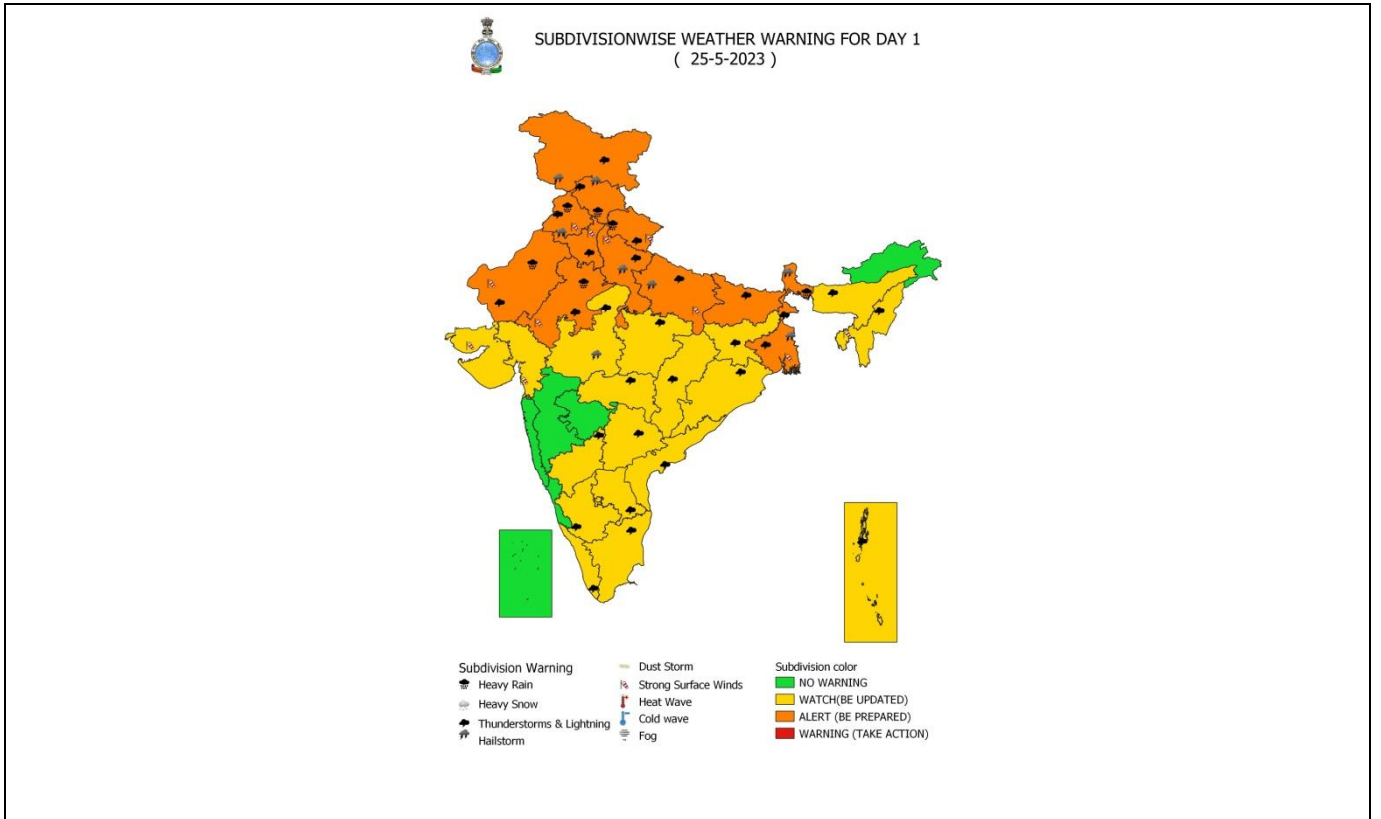 SUBDIVISIONWISE WEATHER WARNING FOR DAY 1
( 25-5-2023 )
Subdivision Warning
Heavy Rain
Heavy Snow
Thunderstorms & Lightning
Hailstorm
Dust Storm
Strong Surface Winds
Heat Wave
Cold wave
Fog
Subdivision color
NO WARNING
WATCH(BE UPDATED)
ALERT (BE PREPARED)
WARNING (TAKE ACTION)